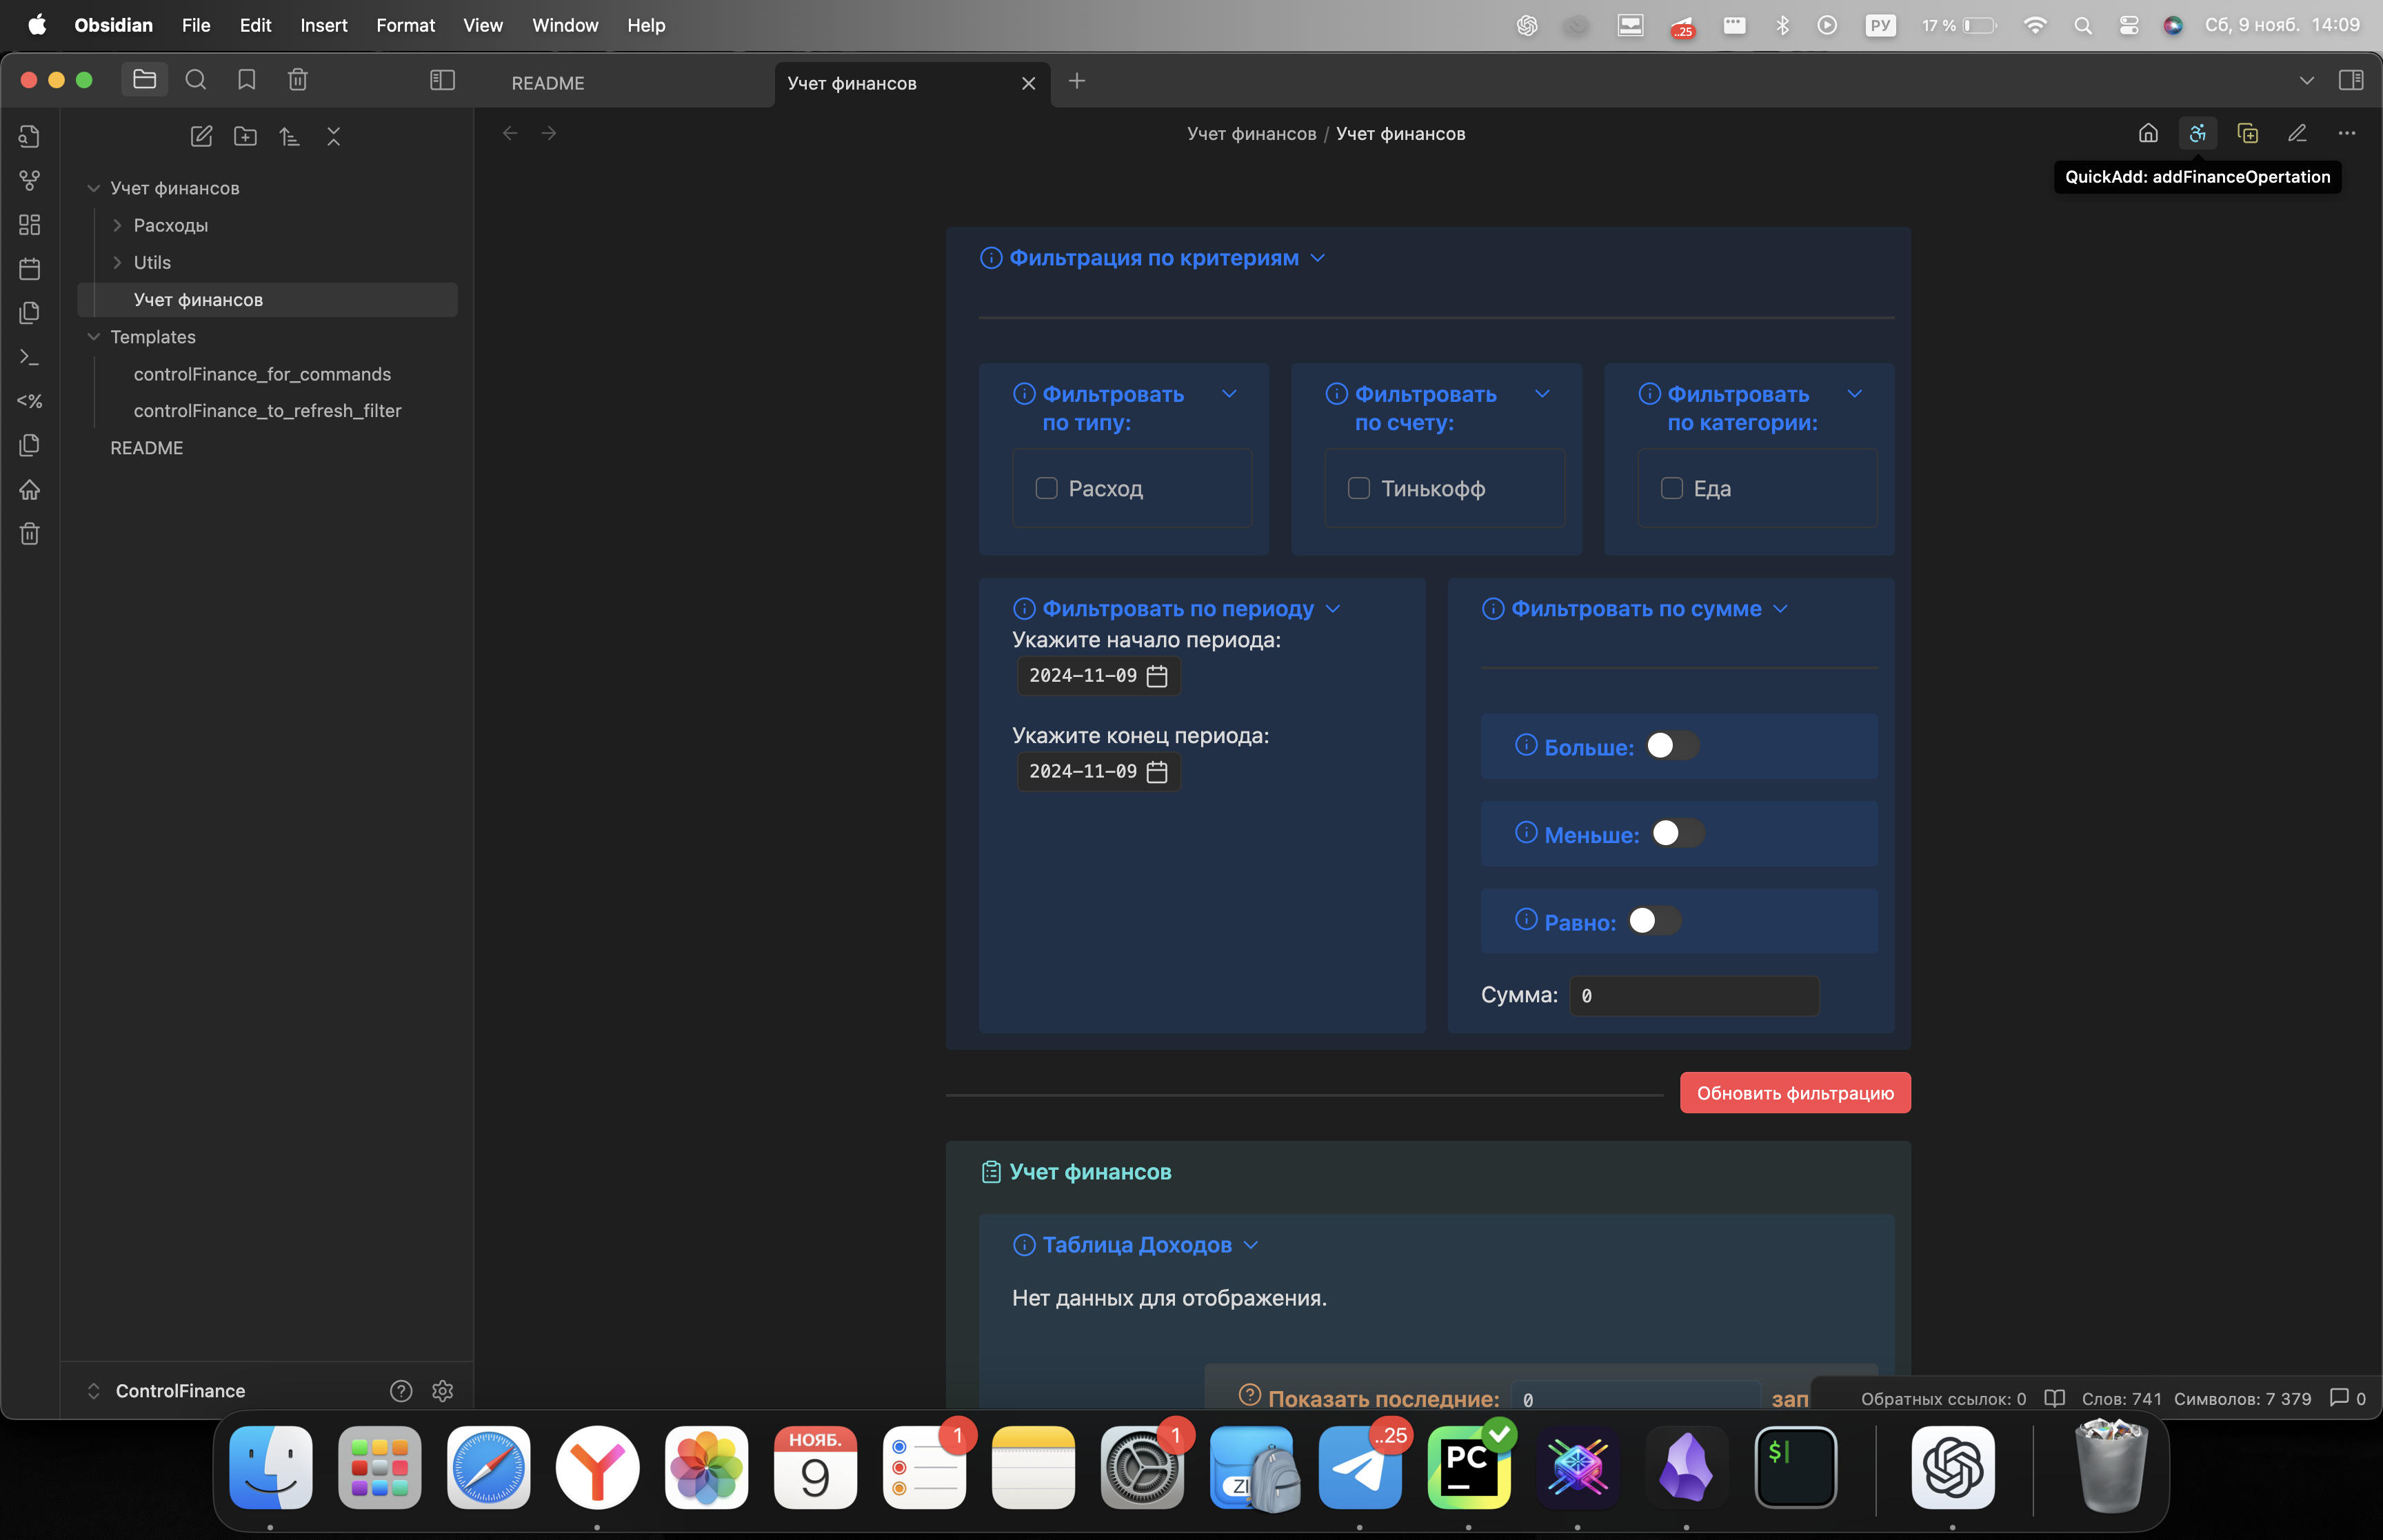 Obsidian File Edit Insert Format View Window Help
..25 РУ 17 % Сб, 9 нояб. 14:09
README Учет финансов
Учет финансов / Учет финансов
QuickAdd: addFinanceOpertation
Учет финансов
Расходы
Utils
Учет финансов
Templates
controlFinance_for_commands
controlFinance_to_refresh_filter
README
<%
Фильтрация по критериям
Фильтровать
по типу:
Расход
Фильтровать
по счету:
Тинькофф
Фильтровать
по категории:
Еда
Фильтровать по периоду
Укажите начало периода:
2024-11-09
Укажите конец периода:
2024-11-09
Фильтровать по сумме
Больше:
Меньше:
Равно:
Сумма: 0
Обновить фильтрацию
Учет финансов
Таблица Доходов
Нет данных для отображения.
Показать последние: 0 зап
ControlFinance
Обратных ссылок: 0 Слов: 741 Символов: 7 379 0
НОЯБ.
9
1
1
ZI
..25
PC
$